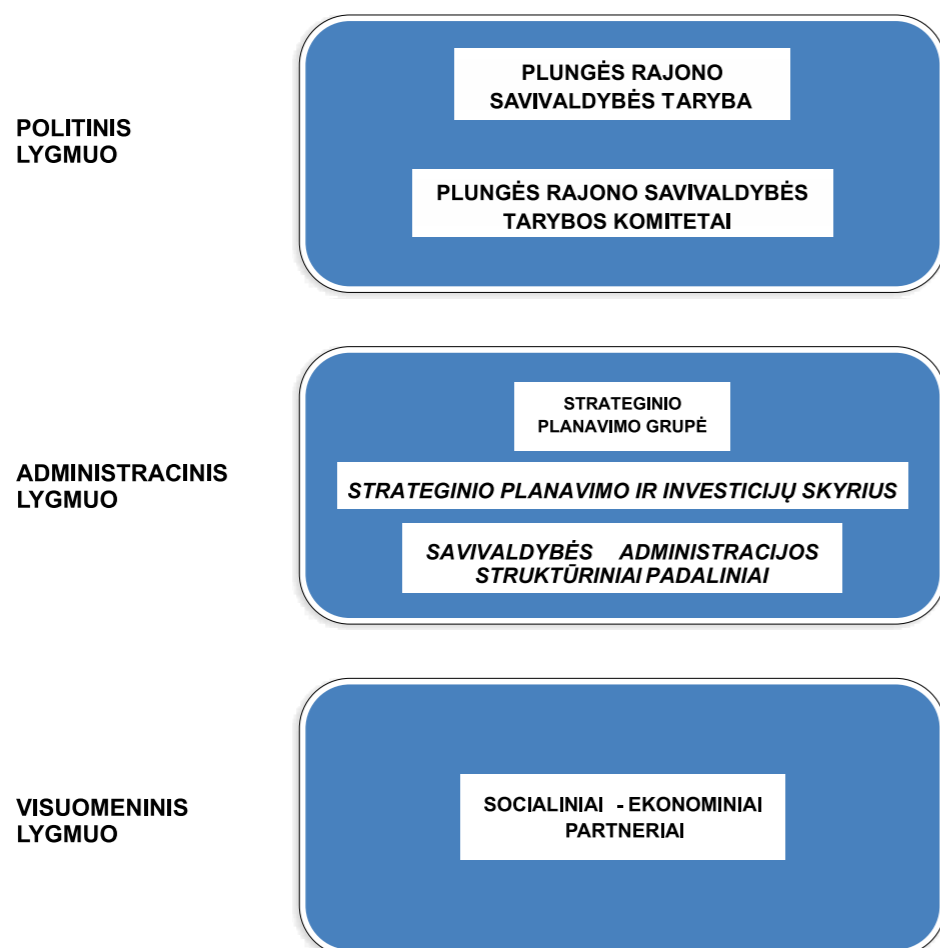 POLITINIS
LYGMUO
PLUNGĖS RAJONO
SAVIVALDYBĖS TARYBA
PLUNGĖS RAJONO SAVIVALDYBĖS
TARYBOS KOMITETAI
ADMINISTRACINIS
LYGMUO
STRATEGINIO
PLANAVIMO GRUPĖ
STRATEGINIO PLANAVIMO IR INVESTICIJŲ SKYRIUS
SAVIVALDYBĖS ADMINISTRACIJOS
STRUKTŪRINIAI PADALINIAI
VISUOMENINIS
LYGMUO
SOCIALINIAI - EKONOMINIAI
PARTNERIAI